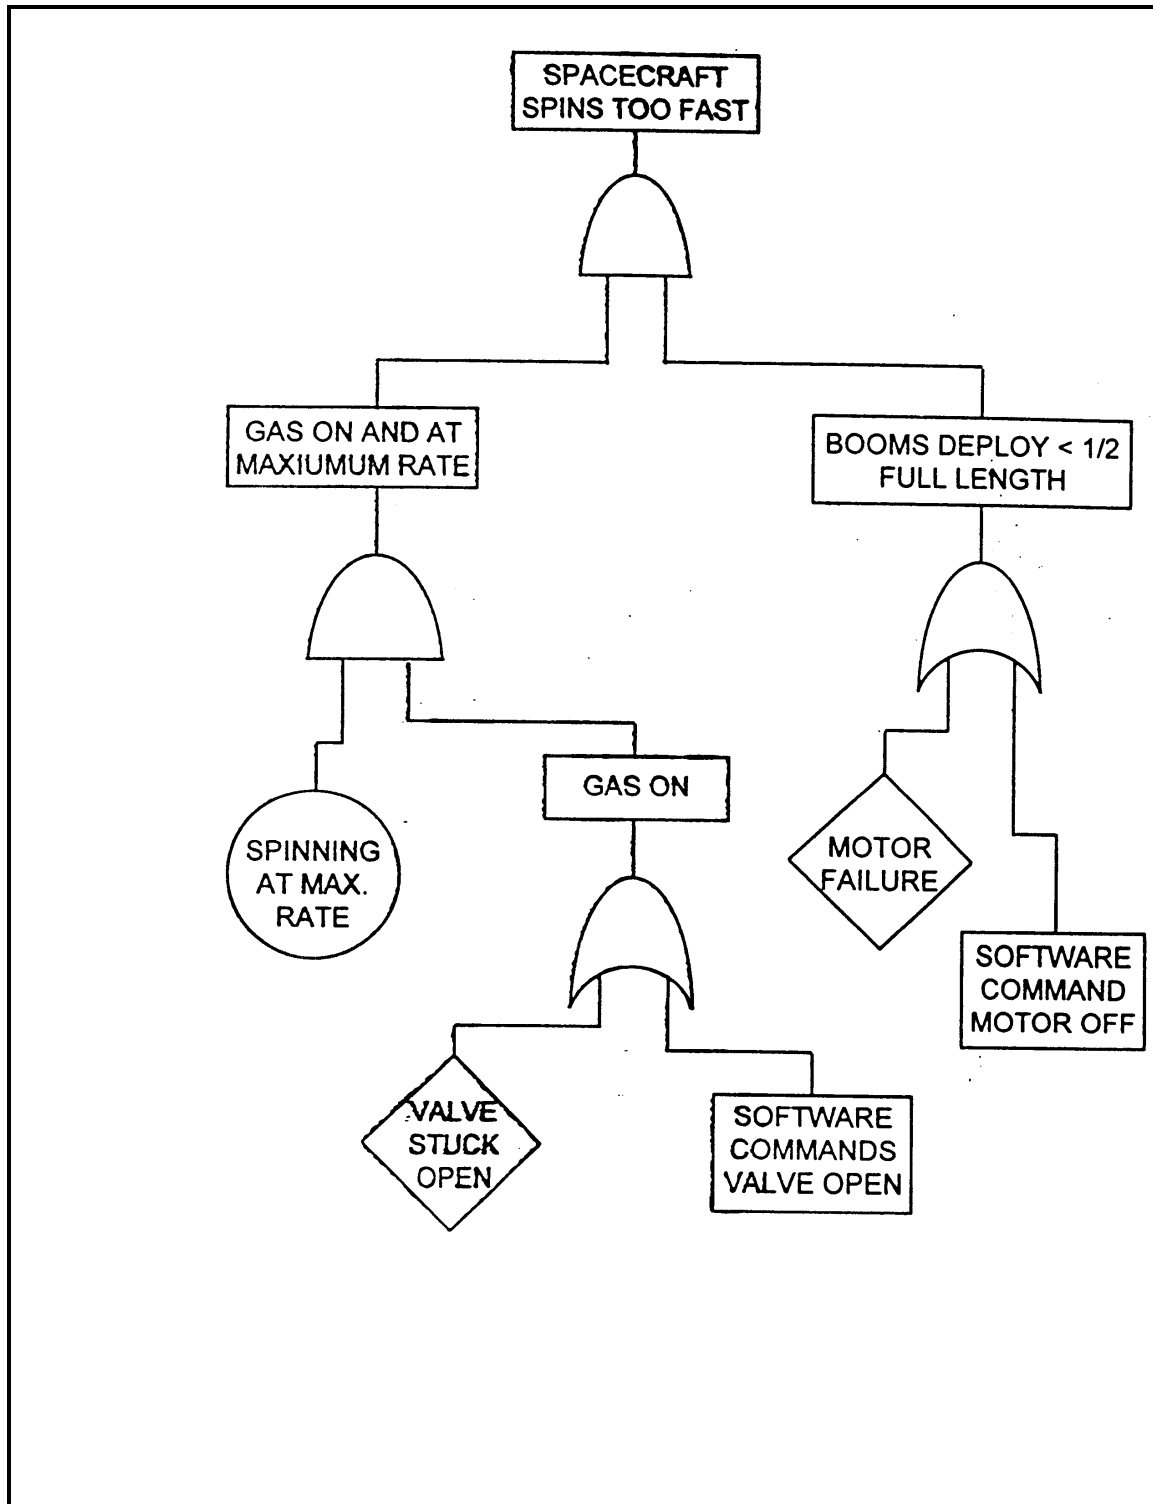 SPACECRAFT
SPINS TOO FAST
GAS ON AND AT
MAXIUMUM RATE
BOOMS DEPLOY < 1/2
FULL LENGTH
GAS ON
SPINNING
AT MAX.
RATE
MOTOR
FAILURE
SOFTWARE
COMMAND
MOTOR OFF
VALVE
STUCK
OPEN
SOFTWARE
COMMANDS
VALVE OPEN